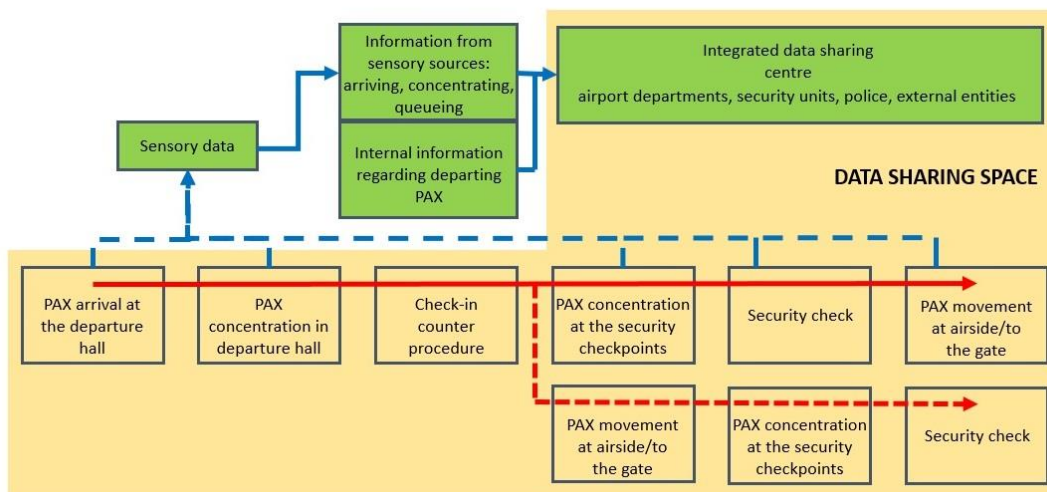 Information from
sensory sources:
arriving, concentrating,
queueing
Integrated data sharing
centre
airport departments, security units, police, external entities
Sensory data
Internal information
regarding departing
PAX
DATA SHARING SPACE
PAX arrival at
the departure
hall
PAX
concentration in
departure hall
Check-in
counter
procedure
PAX concentration
at the security
checkpoints
Security check
PAX movement
at airside/to
the gate
PAX movement
at airside/to
the gate
PAX concentration
at the security
checkpoints
Security check